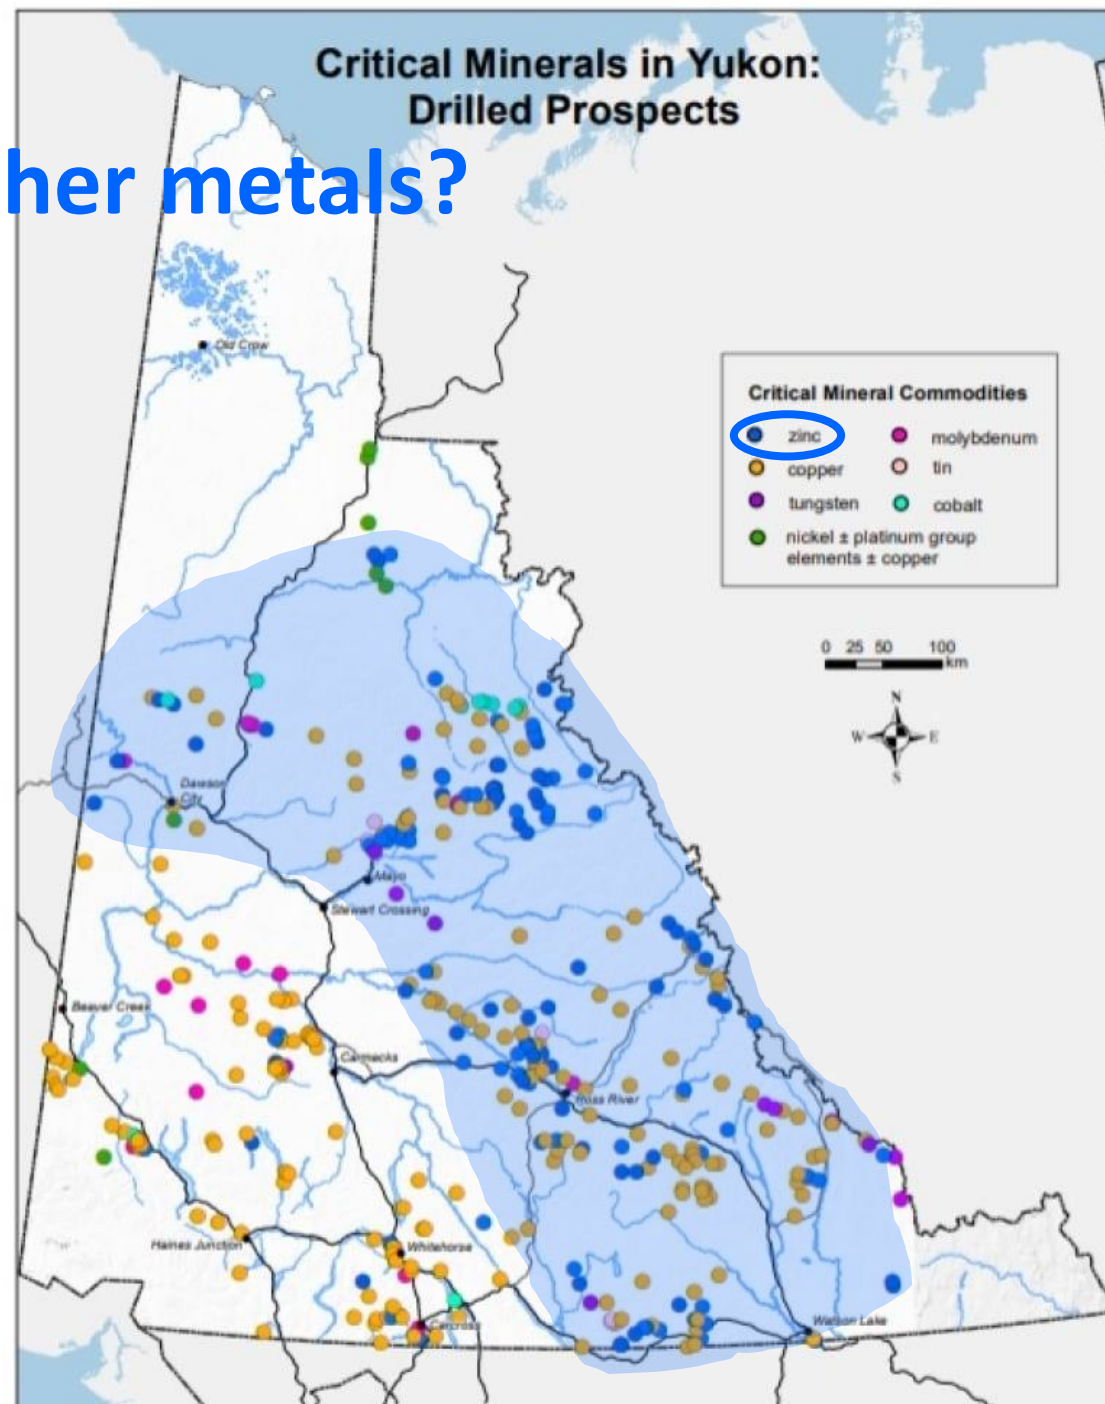 Critical Minerals in Yukon:
Drilled Prospects
her metals?
Old Crow
Critical Mineral Commodities
zinc
molybdenum
copper
tin
tungsten
cobalt
nickel ± platinum group
elements ± copper
0 25 50 100
km
N
W E
S
Dawson
City
Mayo
Stewart Crossing
Beaver Creek
Carmacks
Ross River
Haines Junction
Whitehorse
Carcross
Watson Lake